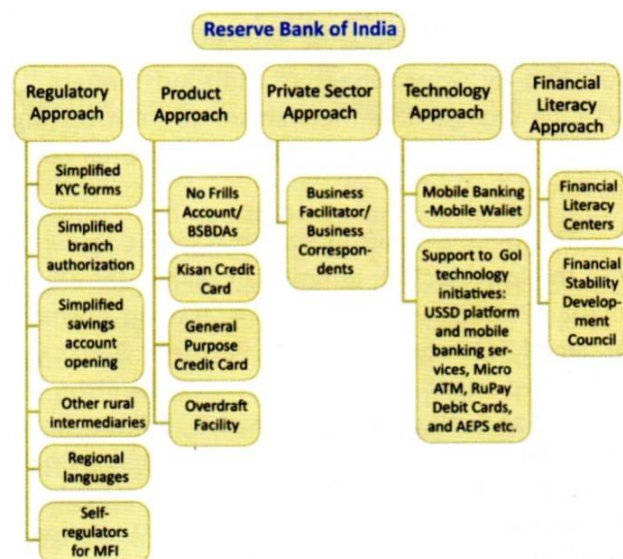 Reserve Bank of India
Regulatory
Approach
Simplified
KYC forms
Simplified
branch
authorization
Simplified
savings
account
opening
Other rural
intermediaries
Regional
languages
Self-
regulators
for MFI
Product
Approach
No Frills
Account/
BSBDAs
Kisan Credit
Card
General
Purpose
Credit Card
Overdraft
Facility
Private Sector
Approach
Business
Facilitator/
Business
Correspon-
dents
Technology
Approach
Mobile Banking
-Mobile Wallet
Support to GoI
technology
initiatives:
USSD platform
and mobile
banking ser-
vices, Micro
ATM, RuPay
Debit Cards,
and AEPS etc.
Financial
Literacy
Approach
Financial
Literacy
Centers
Financial
Stability
Develop-
ment
Council